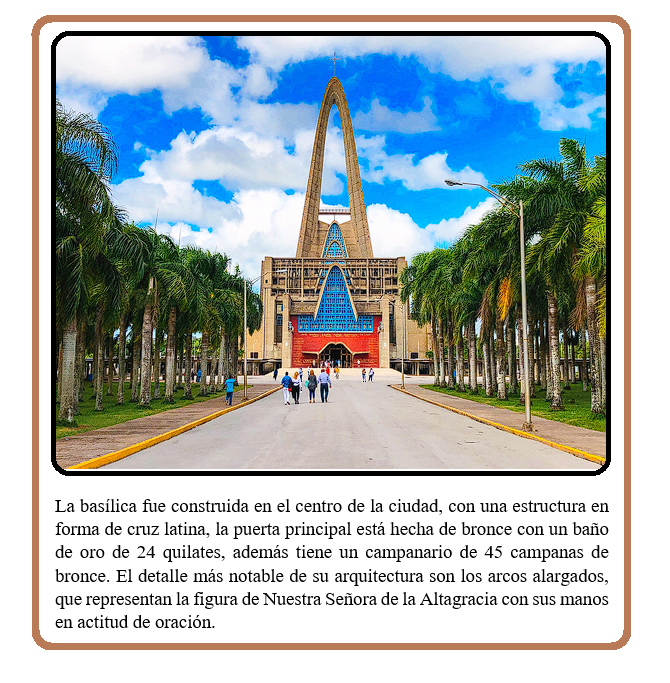 La basílica fue construida en el centro de la ciudad, con una estructura en
forma de cruz latina, la puerta principal está hecha de bronce con un baño
de oro de 24 quilates, además tiene un campanario de 45 campanas de
bronce. El detalle más notable de su arquitectura son los arcos alargados,
que representan la figura de Nuestra Señora de la Altagracia con sus manos
en actitud de oración.